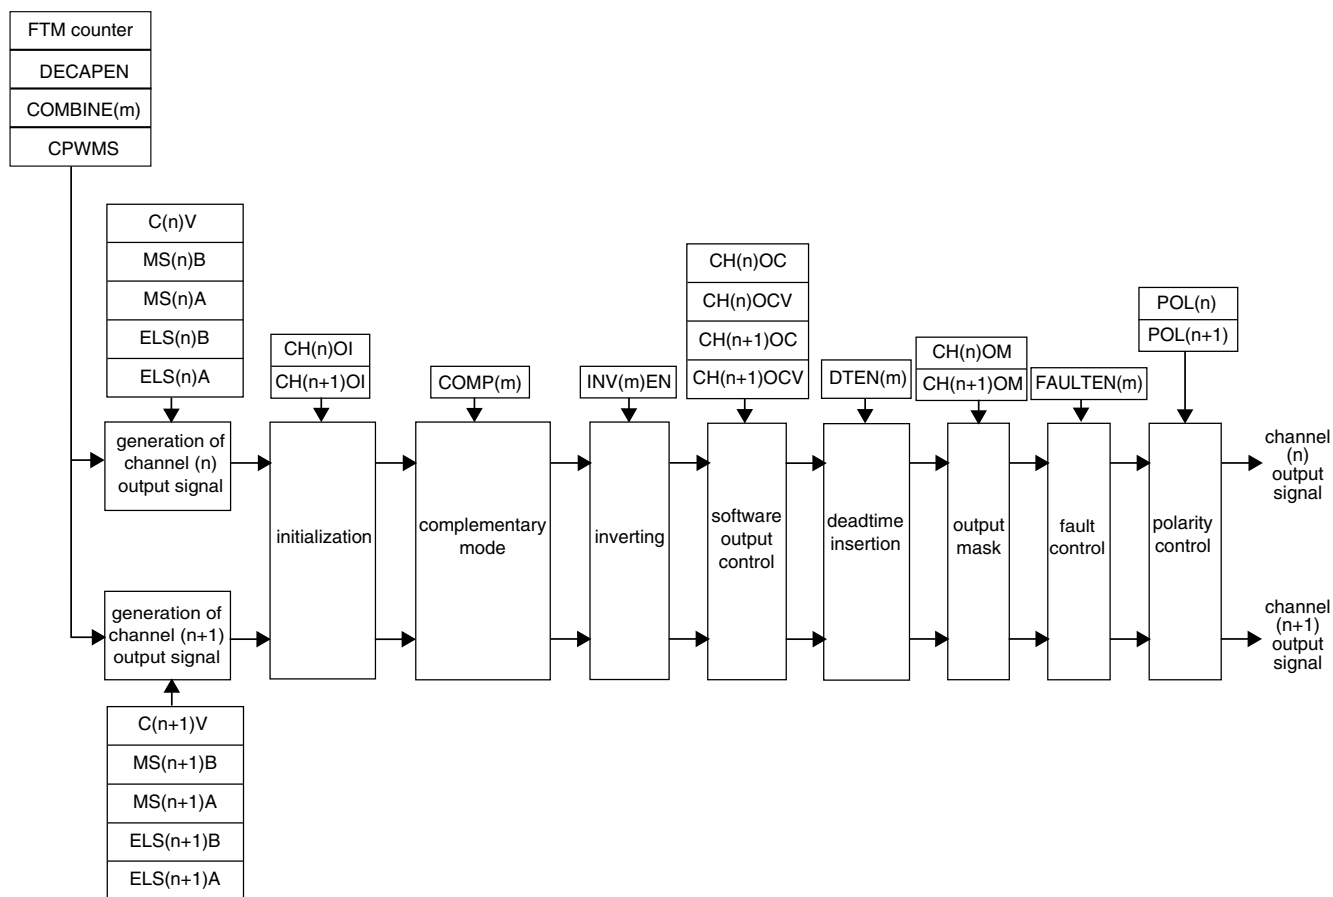 FTM counter
DECAPEN
COMBINE(m)
CPWMS
C(n)V
MS(n)B
MS(n)A
ELS(n)B
ELS(n)A
CH(n)OI
CH(n+1)OI
COMP(m)
INV(m)EN
CH(n)OC
CH(n)OCV
CH(n+1)OC
CH(n+1)OCV
DTEN(m)
CH(n)OM
CH(n+1)OM
FAULTEN(m)
POL(n)
POL(n+1)
generation of
channel (n)
output signal
initialization
complementary
mode
inverting
software
output
control
deadtime
insertion
output
mask
fault
control
polarity
control
channel
(n)
output
signal
generation of
channel (n+1)
output signal
channel
(n+1)
output
signal
C(n+1)V
MS(n+1)B
MS(n+1)A
ELS(n+1)B
ELS(n+1)A